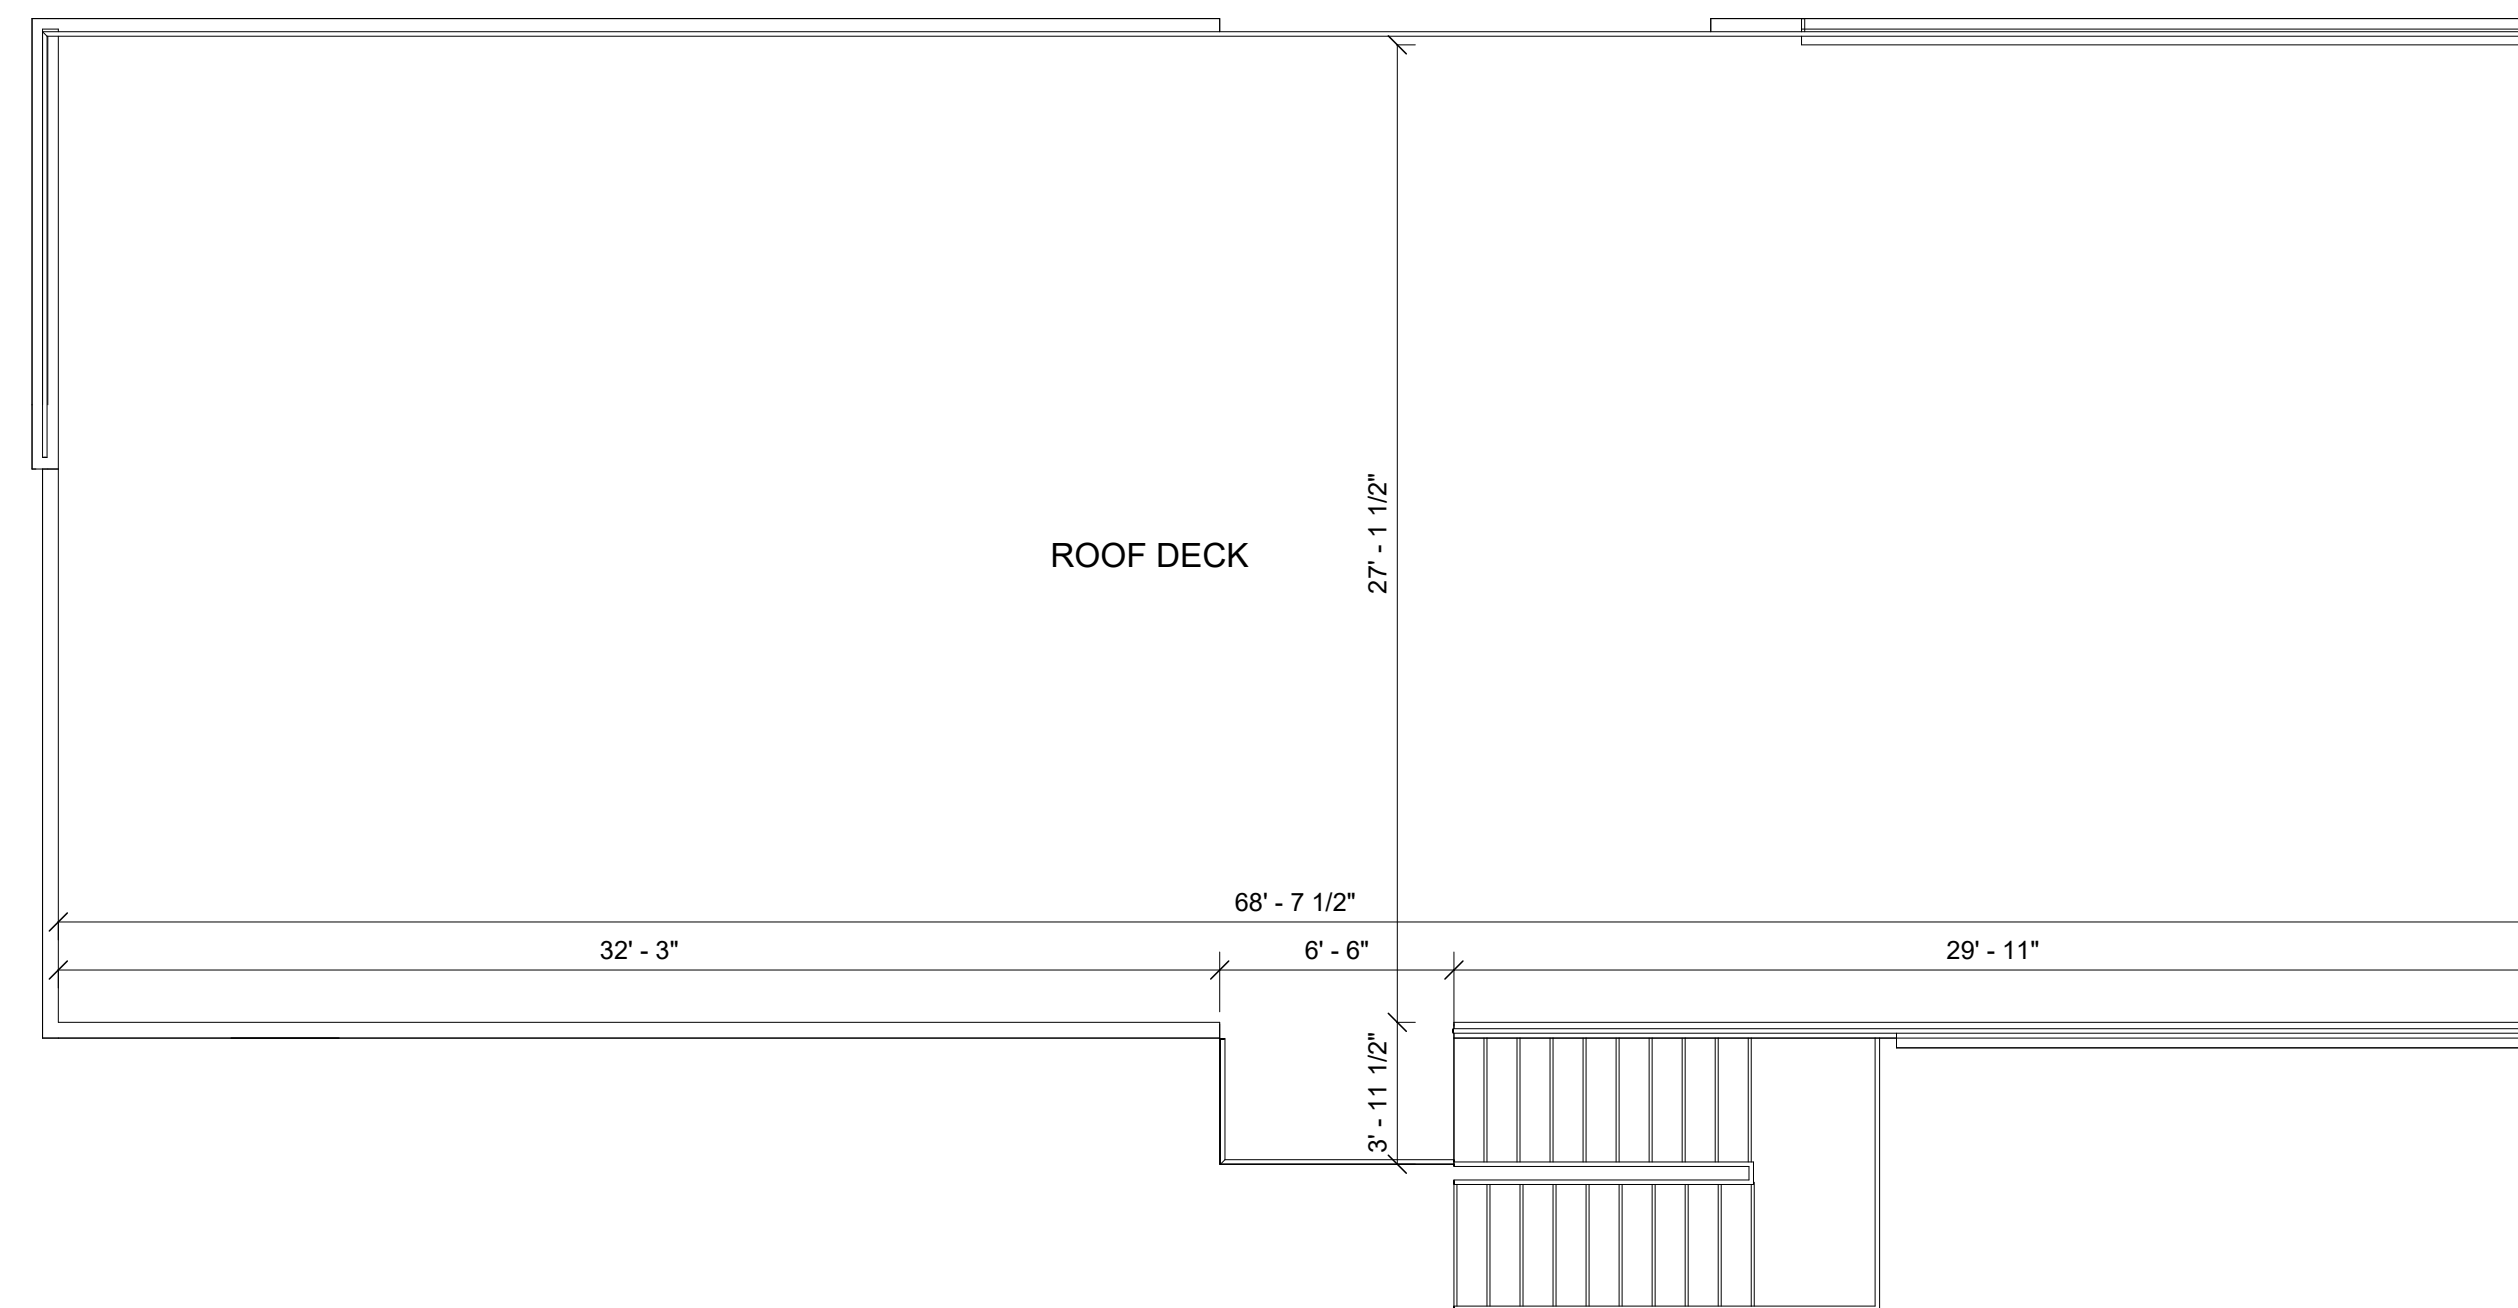 27' - 1 1/2"
ROOF DECK
68' - 7 1/2"
32' - 3"
6' - 6"
29' - 11"
3' - 11 1/2"